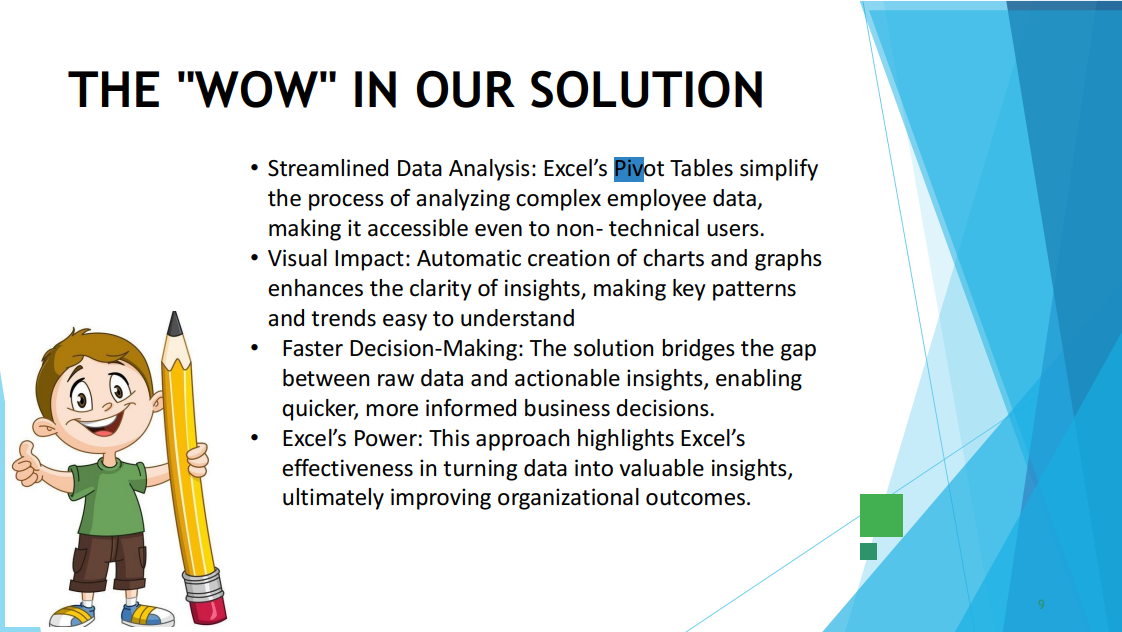 THE "WOW" IN OUR SOLUTION
• Streamlined Data Analysis: Excel’s Pivot Tables simplify
the process of analyzing complex employee data,
making it accessible even to non- technical users.
• Visual Impact: Automatic creation of charts and graphs
enhances the clarity of insights, making key patterns
and trends easy to understand
• Faster Decision-Making: The solution bridges the gap
between raw data and actionable insights, enabling
quicker, more informed business decisions.
• Excel’s Power: This approach highlights Excel’s
effectiveness in turning data into valuable insights,
ultimately improving organizational outcomes.
9